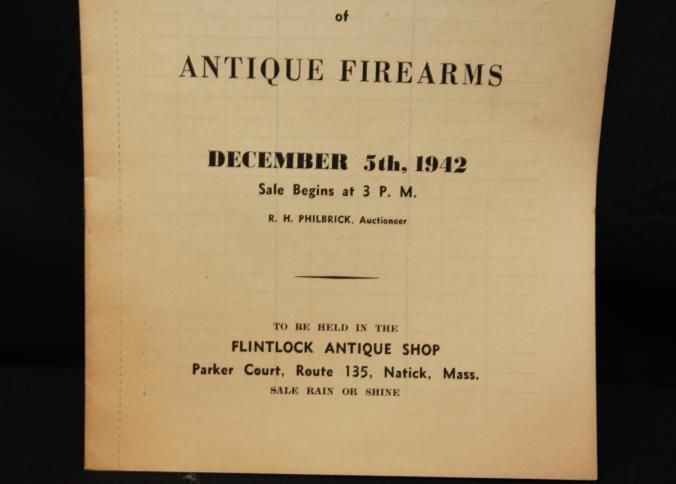 of
ANTIQUE FIREARMS
DECEMBER 5th, 1942
Sale Begins at 3 P. M.
R. H. PHILBRICK, Auctioneer
TO BE HELD IN THE
FLINTLOCK ANTIQUE SHOP
Parker Court, Route 135, Natick, Mass.
SALE RAIN OR SHINE